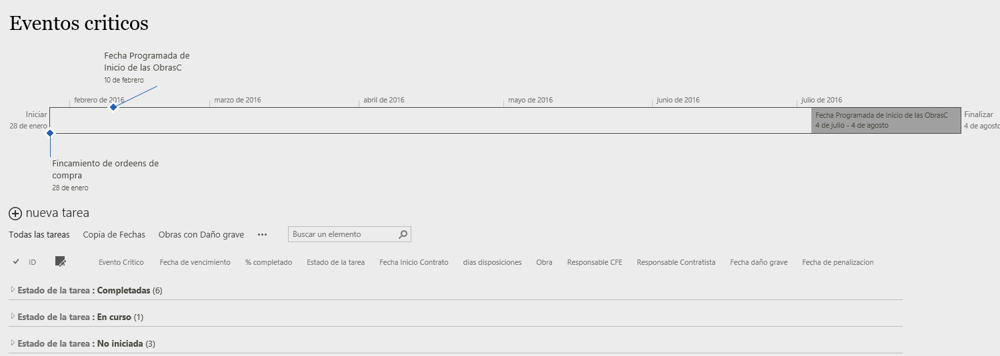 Eventos criticos
Fecha Programada de
Inicio de las ObrasC
10 de febrero
febrero de 2016
marzo de 2016
abril de 2016
mayo de 2016
junio de 2016
julio de 2016
Iniciar
28 de enero
Fecha Programada de Inicio de las ObrasC
4 de julio - 4 de agosto
Finalizar
4 de agosto
Fincamiento de ordeens de
compra
28 de enero
nueva tarea
Todas las tareas Copia de Fechas Obras con Daño grave ...
Buscar un elemento
ID Evento Critico Fecha de vencimiento % completado Estado de la tarea Fecha Inicio Contrato días disposiciones Obra Responsable CFE Responsable Contratista Fecha daño grave Fecha de penalizacion
Estado de la tarea : Completadas (6)
Estado de la tarea : En curso (1)
Estado de la tarea : No iniciada (3)